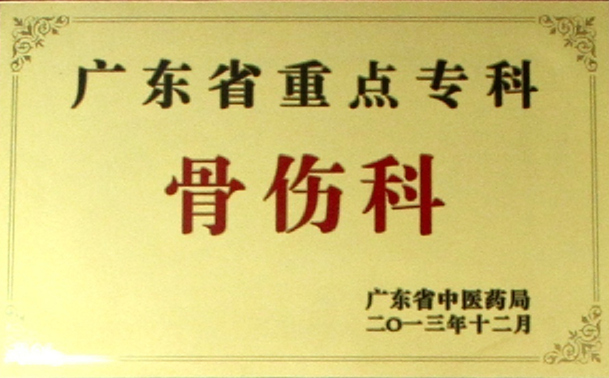 广东省重点专科
骨伤科
广东省中医药局
二〇一三年十二月